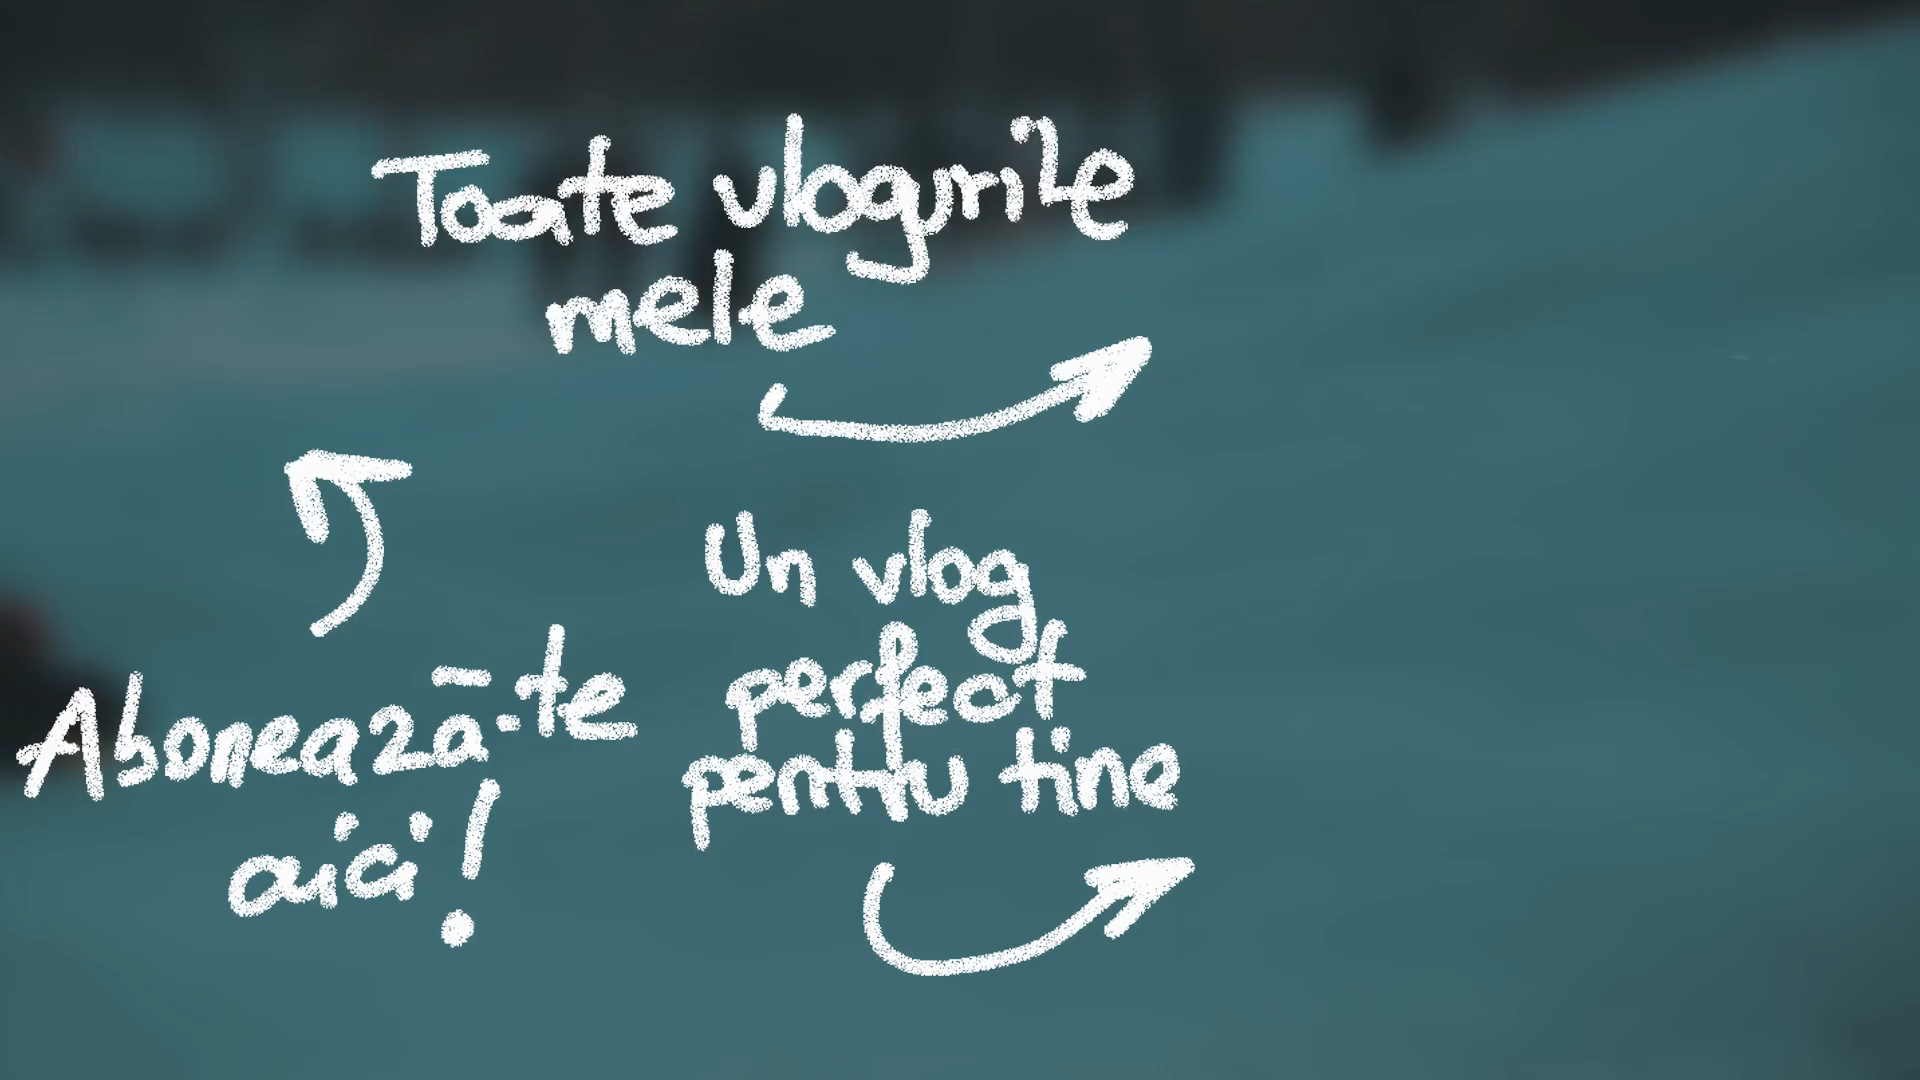 Toate vlogurile
mele
Un vlog
perfect
pentru tine
Abonează-te
aici!